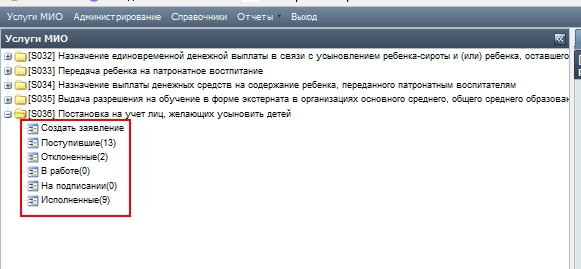 Услуги МИО Администрирование Справочники Отчеты Выход
Услуги МИО
[S032] Назначение единовременной денежной выплаты в связи с усыновлением ребенка-сироты и (или) ребенка, оставшего
[S033] Передача ребенка на патронатное воспитание
[S034] Назначение выплаты денежных средств на содержание ребенка, переданного патронатным воспитателям
[S035] Выдача разрешения на обучение в форме экстерната в организациях основного среднего, общего среднего образован
[S036] Постановка на учет лиц, желающих усыновить детей
Создать заявление
Поступившие(13)
Отклоненные(2)
В работе(0)
На подписании(0)
Исполненные(9)